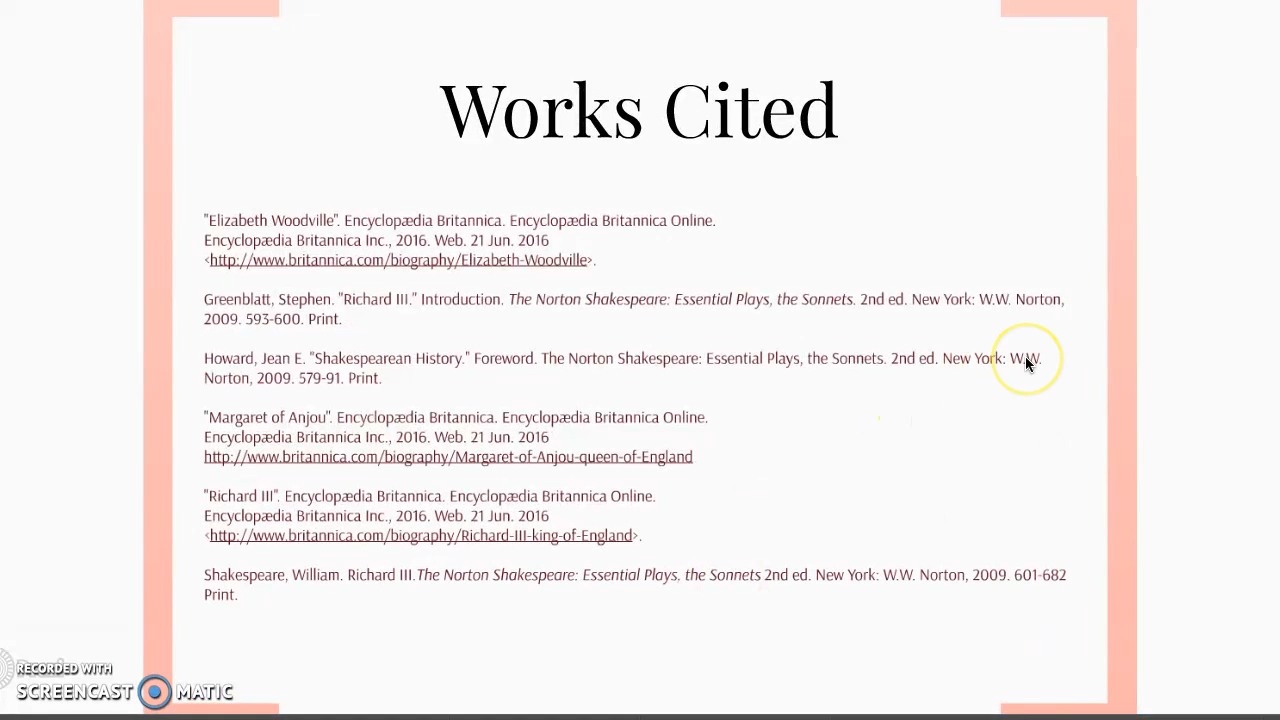 Works Cited
"Elizabeth Woodville". Encyclopædia Britannica. Encyclopædia Britannica Online.
Encyclopædia Britannica Inc., 2016. Web. 21 Jun. 2016
<http://www.britannica.com/biography/Elizabeth-Woodville>.
Greenblatt, Stephen. "Richard III." Introduction. The Norton Shakespeare: Essential Plays, the Sonnets. 2nd ed. New York: W.W. Norton,
2009. 593-600. Print.
Howard, Jean E. "Shakespearean History." Foreword. The Norton Shakespeare: Essential Plays, the Sonnets. 2nd ed. New York: W.W.
Norton, 2009. 579-91. Print.
"Margaret of Anjou". Encyclopædia Britannica. Encyclopædia Britannica Online.
Encyclopædia Britannica Inc., 2016. Web. 21 Jun. 2016
http://www.britannica.com/biography/Margaret-of-Anjou-queen-of-England
"Richard III". Encyclopædia Britannica. Encyclopædia Britannica Online.
Encyclopædia Britannica Inc., 2016. Web. 21 Jun. 2016
<http://www.britannica.com/biography/Richard-III-king-of-England>.
Shakespeare, William. Richard III.The Norton Shakespeare: Essential Plays. the Sonnets 2nd ed. New York: W.W. Norton, 2009. 601-682
Print.
RECORDED WITH
SCREENCAST MATIC